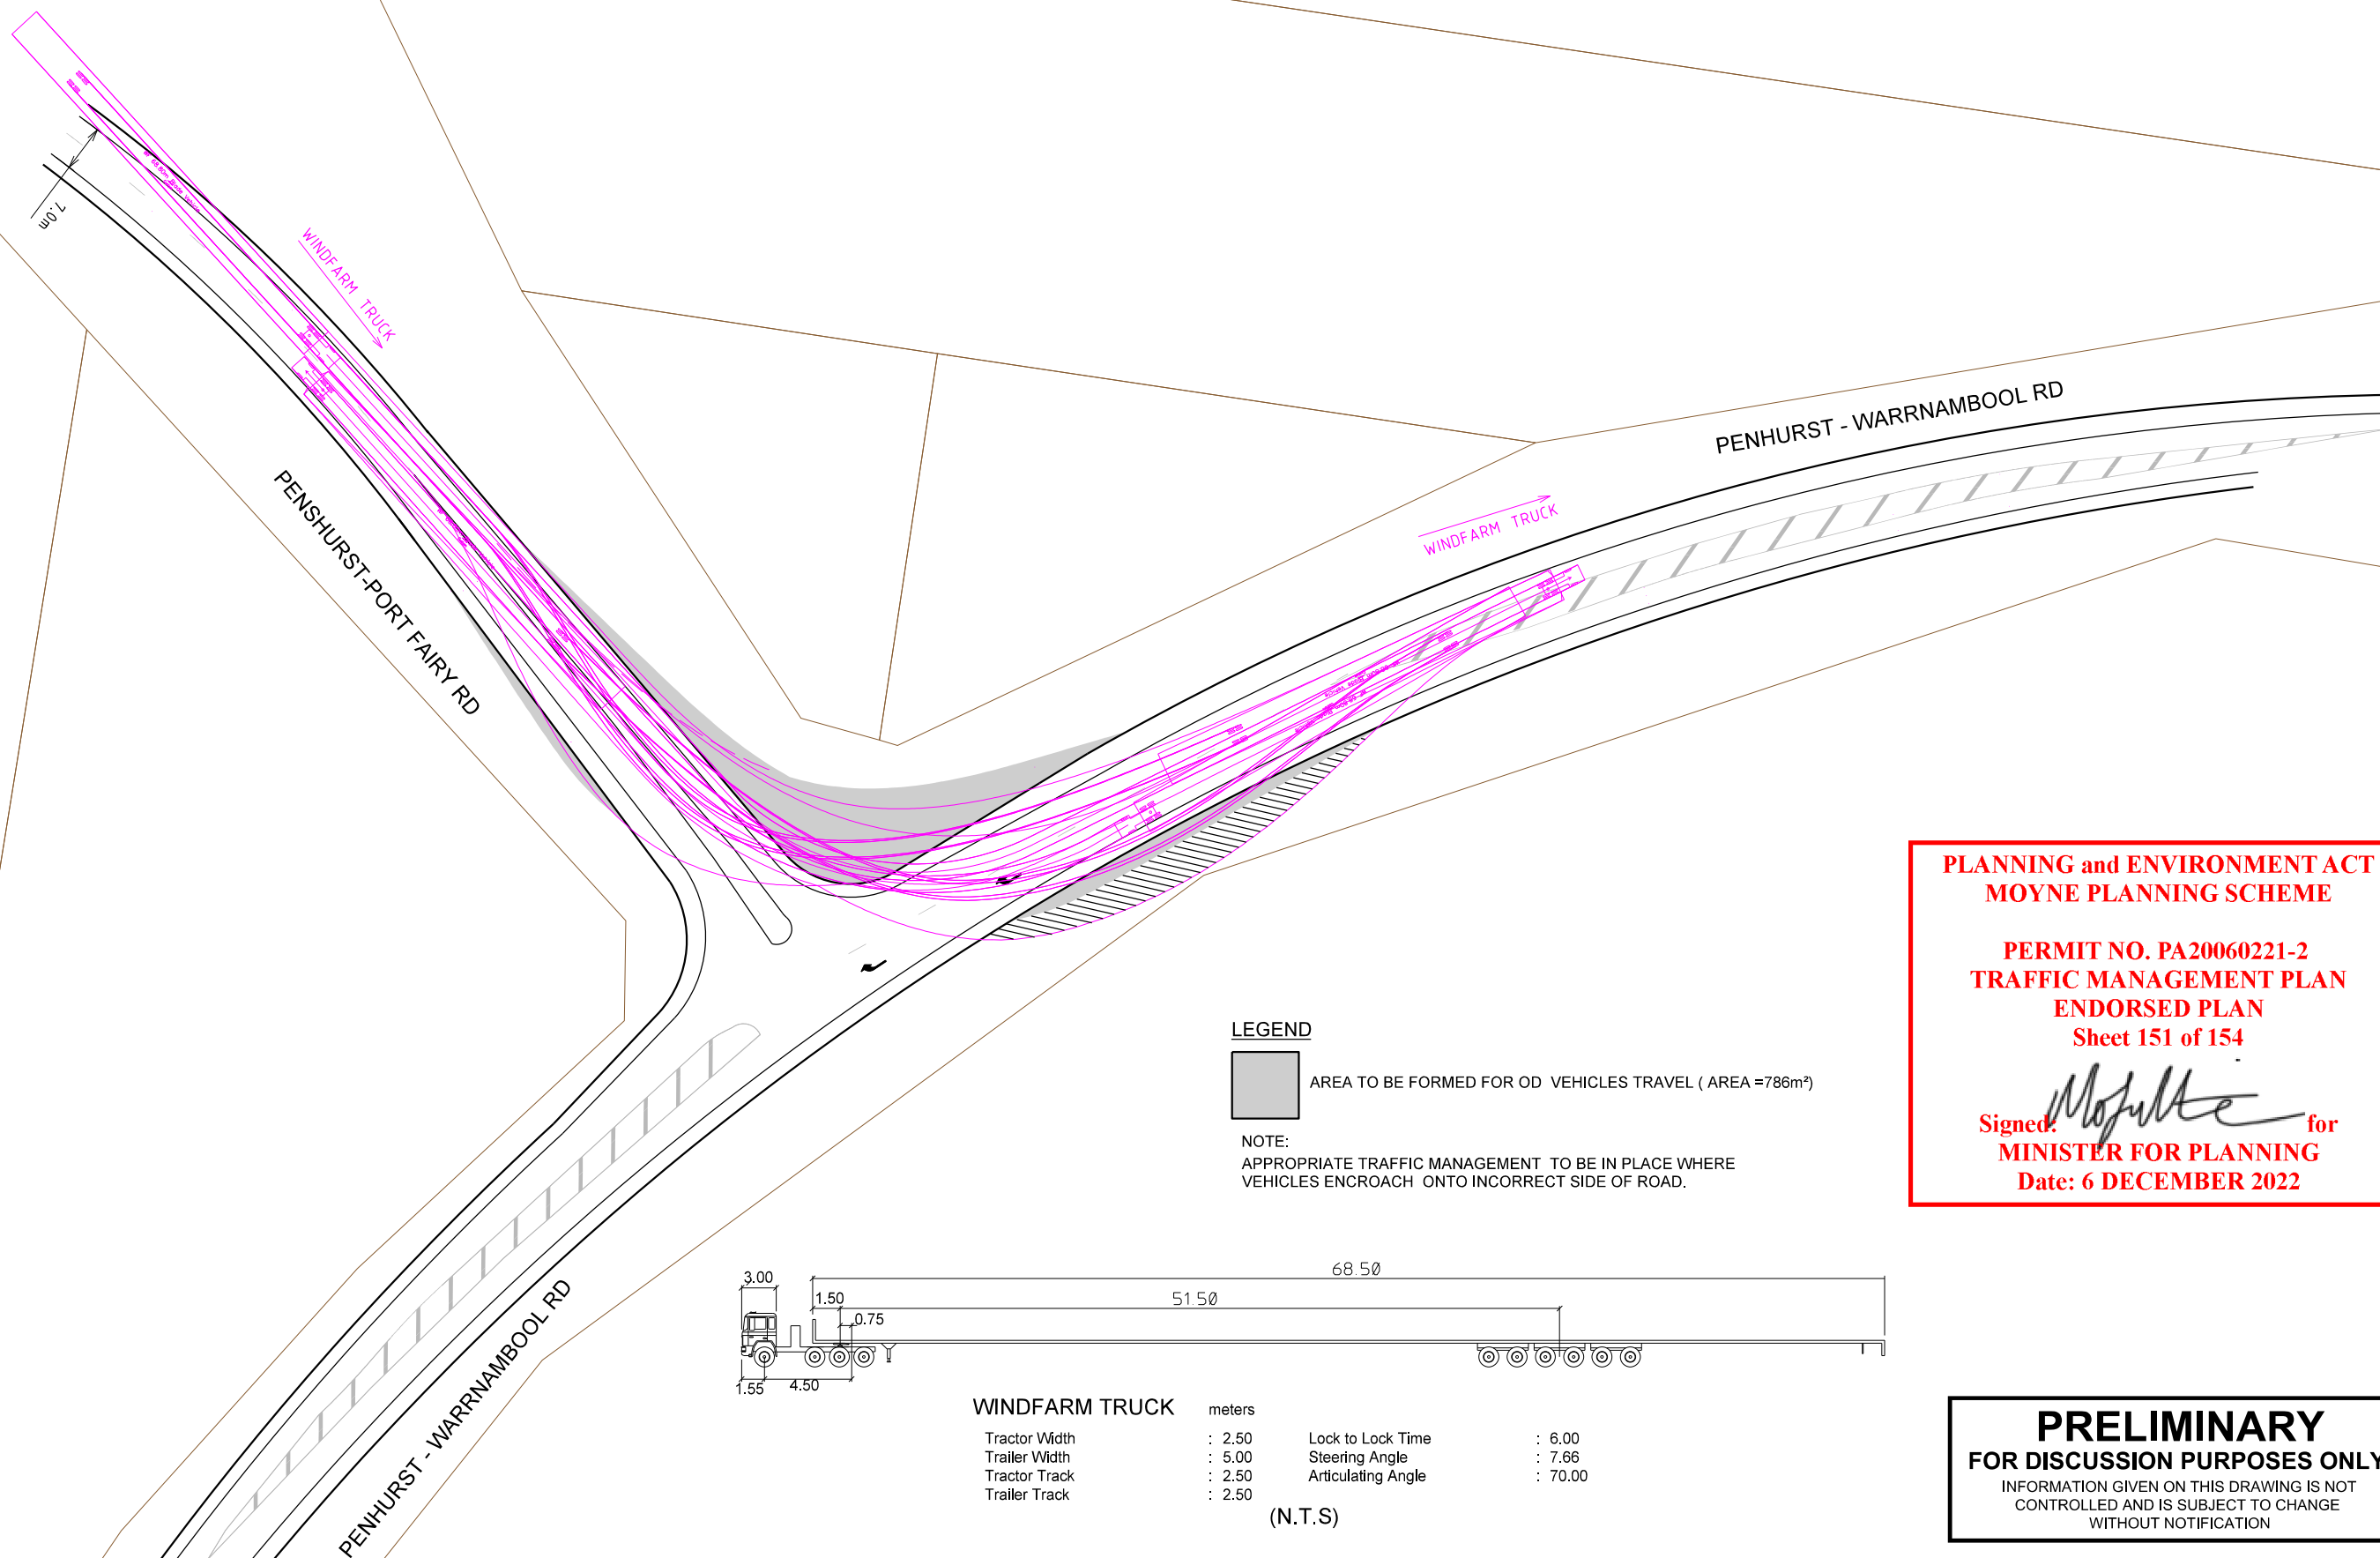 7.0m
WINDFARM TRUCK
PENSHURST-PORT FAIRY RD
PENHURST - WARRNAMBOOL RD
WINDFARM TRUCK
PENHURST - WARRNAMBOOL RD
PLANNING and ENVIRONMENT ACT
MOYNE PLANNING SCHEME
PERMIT NO. PA20060221-2
TRAFFIC MANAGEMENT PLAN
ENDORSED PLAN
Sheet 151 of 154
Signed: for
MINISTER FOR PLANNING
Date: 6 DECEMBER 2022
LEGEND
AREA TO BE FORMED FOR OD VEHICLES TRAVEL ( AREA =786m²)
NOTE:
APPROPRIATE TRAFFIC MANAGEMENT TO BE IN PLACE WHERE
VEHICLES ENCROACH ONTO INCORRECT SIDE OF ROAD.
3.00
68.50
1.50
51.50
0.75
1.55
4.50
WINDFARM TRUCK meters
Tractor Width : 2.50 Lock to Lock Time : 6.00
Trailer Width : 5.00 Steering Angle : 7.66
Tractor Track : 2.50 Articulating Angle : 70.00
Trailer Track : 2.50
(N.T.S)
PRELIMINARY
FOR DISCUSSION PURPOSES ONLY
INFORMATION GIVEN ON THIS DRAWING IS NOT
CONTROLLED AND IS SUBJECT TO CHANGE
WITHOUT NOTIFICATION